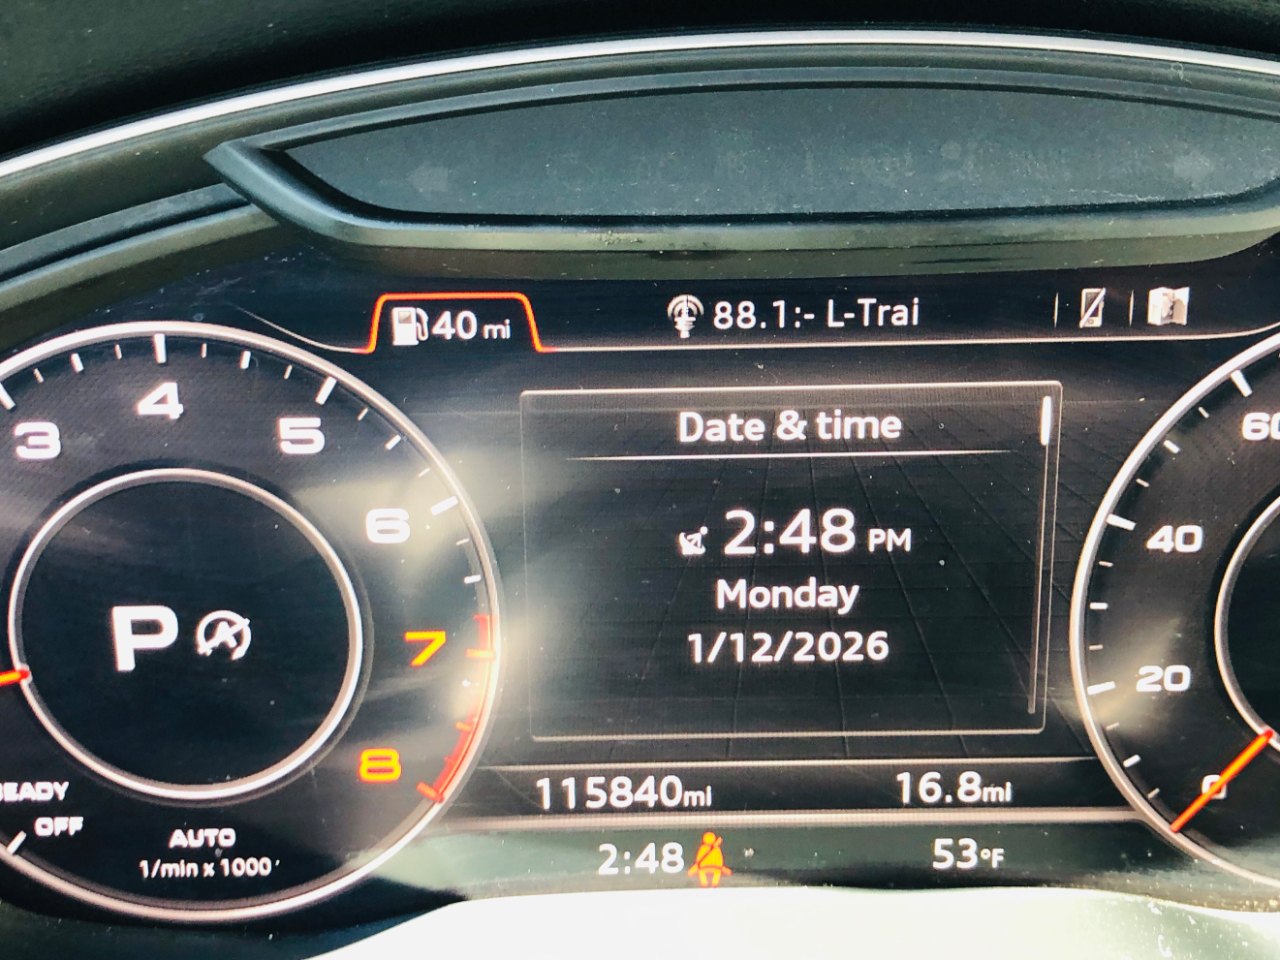 40 mi
88.1:- L-Trai
3
4
5
6
7
8
P A
READY
OFF
AUTO
1/min x 1000
Date & time
2:48 PM
Monday
1/12/2026
115840mi
16.8mi
2:48
53°F
60
40
20
0